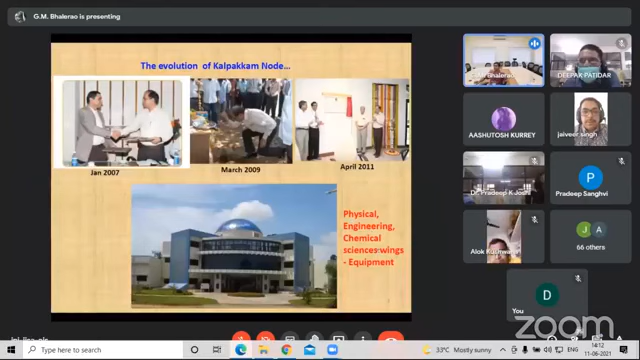 G.M. Bhalerao is presenting
The evolution of Kalpakkam Node...
Jan 2007
March 2009
April 2011
Physical,
Engineering,
Chemical
sciences wings
- Equipment
DEEPAK PATIDAR
AASHUTOSH KURREY
jaiveer singh
Dr. Pradeep K Joshi
P
Pradeep Sanghvi
J A
66 others
D
You
zoom
Type here to search
33°C Mostly sunny
ENG
14:12
11-06-2021